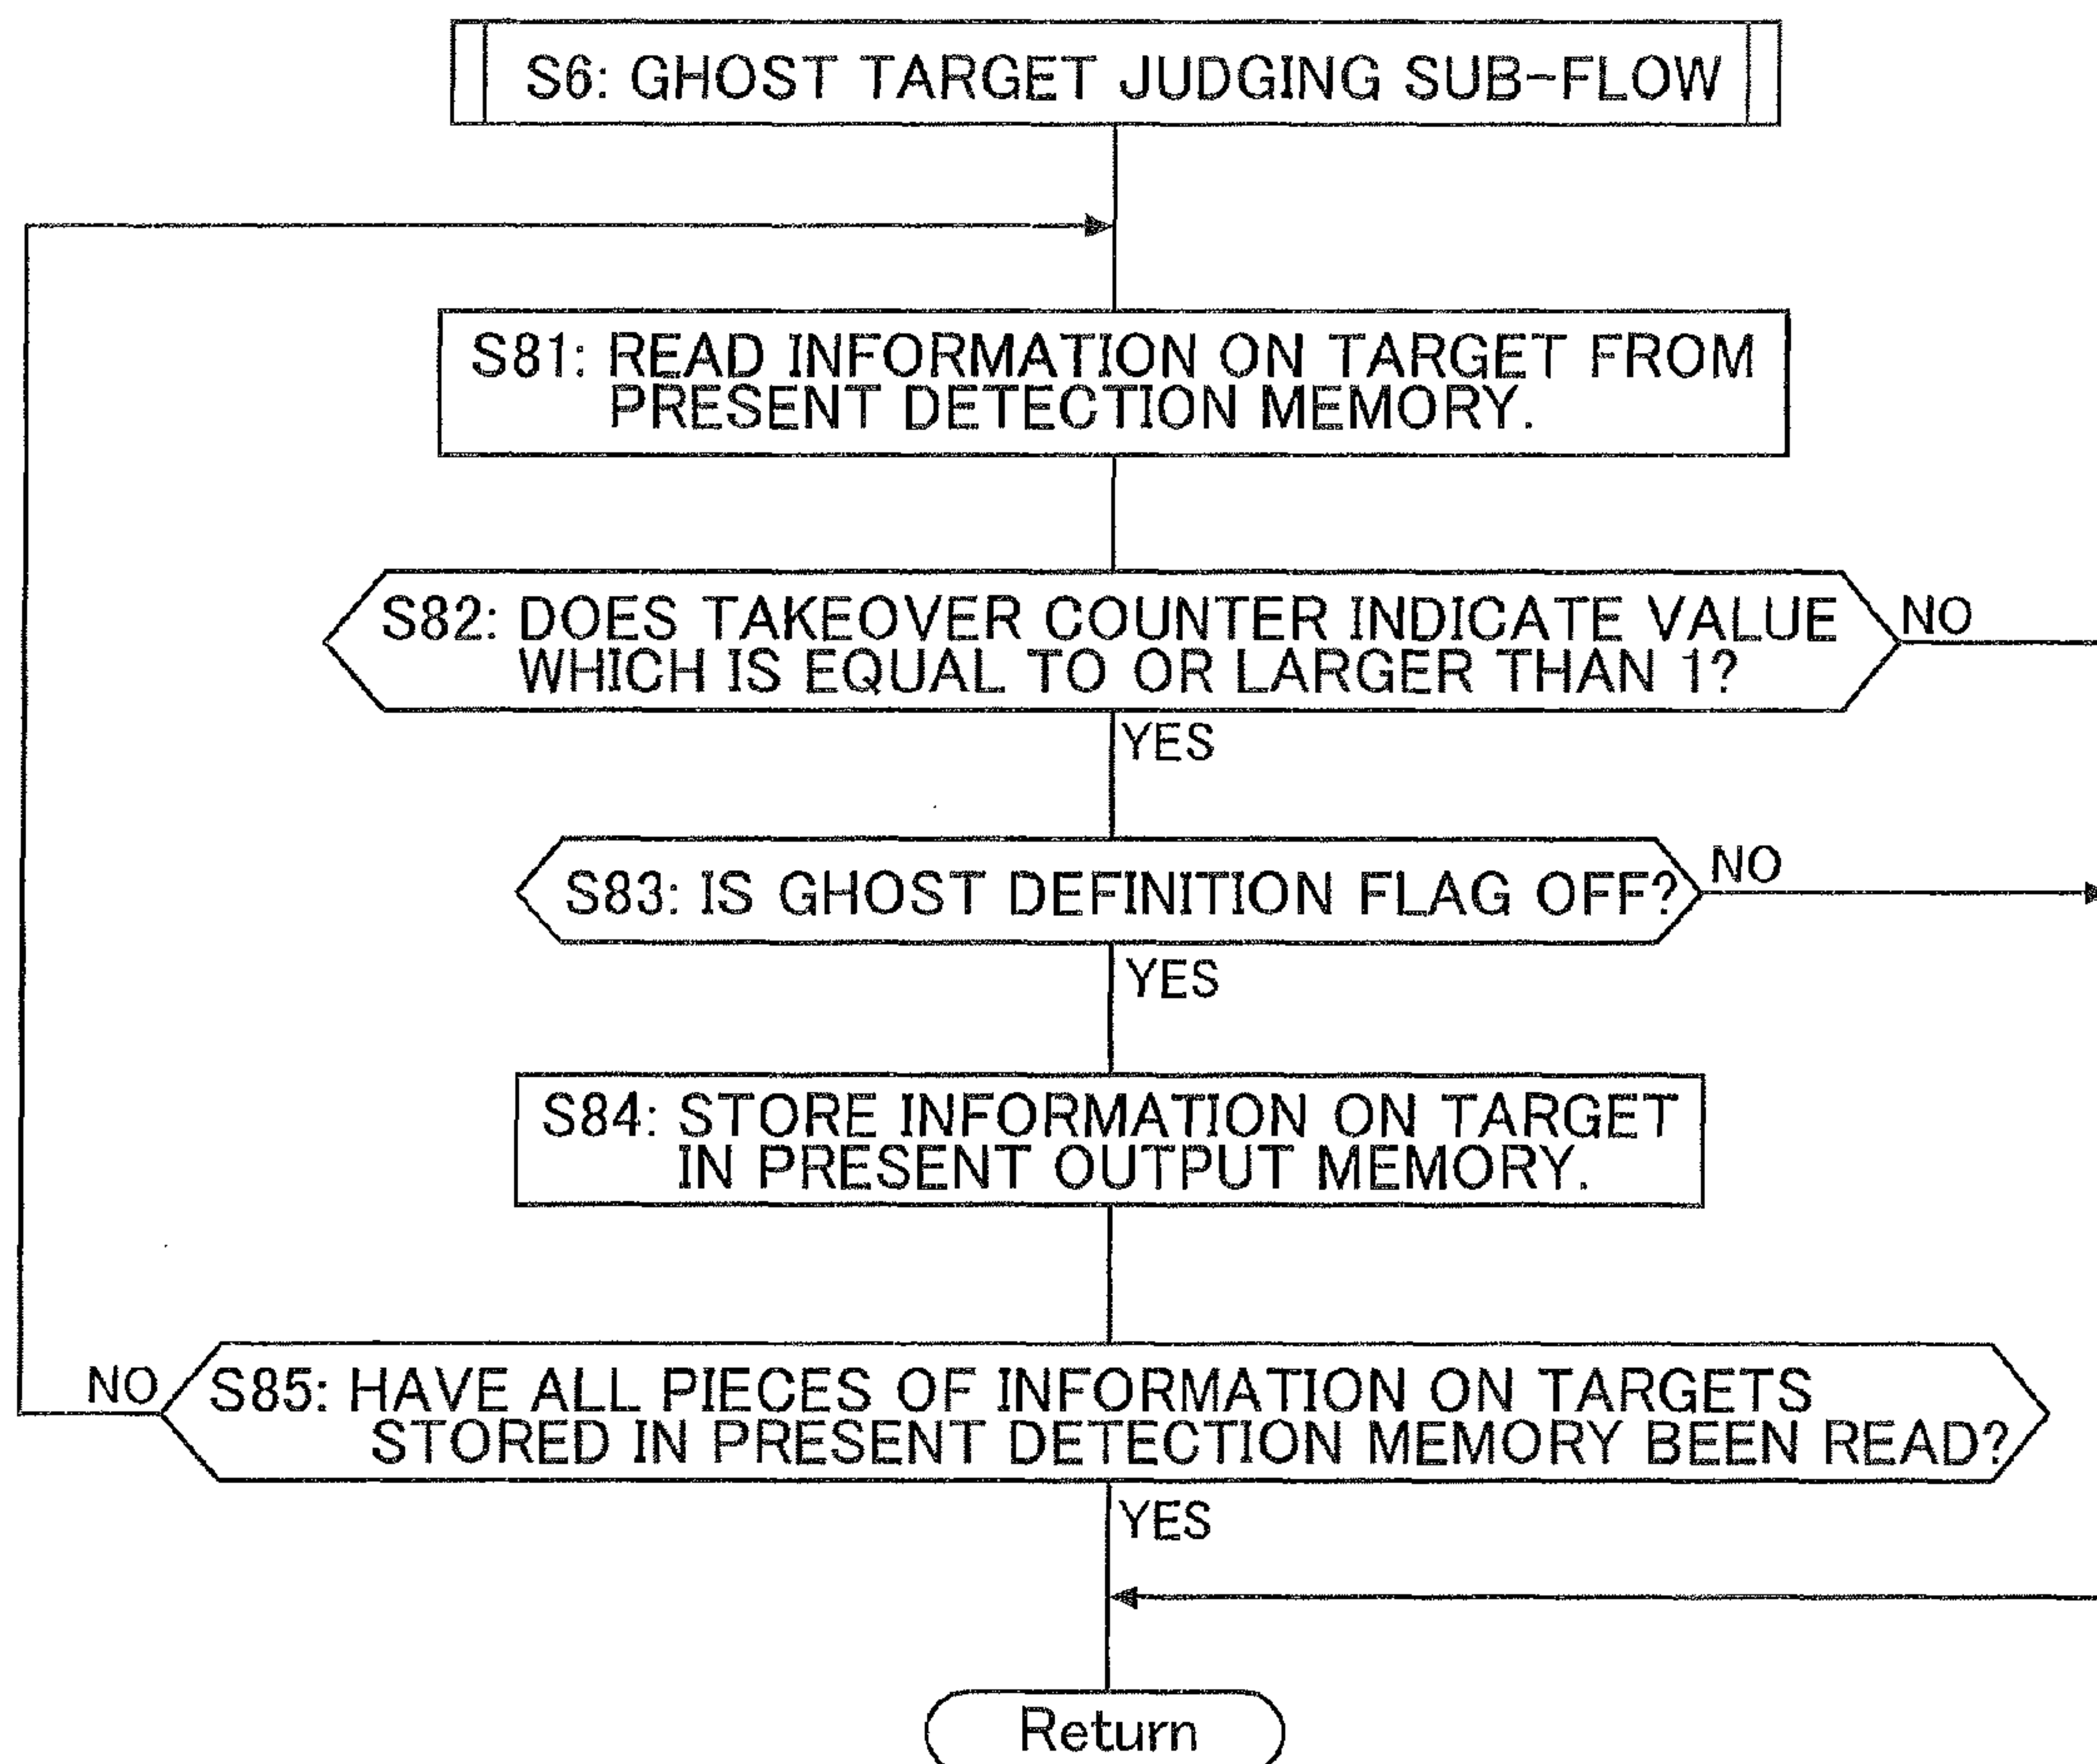 S6: GHOST TARGET JUDGING SUB-FLOW
S81: READ INFORMATION ON TARGET FROM
PRESENT DETECTION MEMORY.
S82: DOES TAKEOVER COUNTER INDICATE VALUE
WHICH IS EQUAL TO OR LARGER THAN 1?
NO
YES
S83: IS GHOST DEFINITION FLAG OFF?
NO
YES
S84: STORE INFORMATION ON TARGET
IN PRESENT OUTPUT MEMORY.
NO
S85: HAVE ALL PIECES OF INFORMATION ON TARGETS
STORED IN PRESENT DETECTION MEMORY BEEN READ?
YES
Return